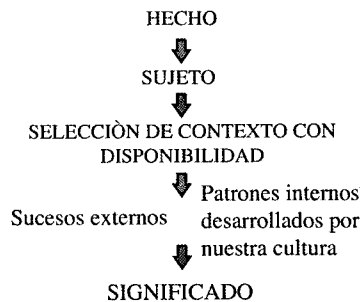 HECHO
SUJETO
SELECCIÒN DE CONTEXTO CON
DISPONIBILIDAD
Sucesos externos
Patrones internos
desarrollados por
nuestra cultura
SIGNIFICADO